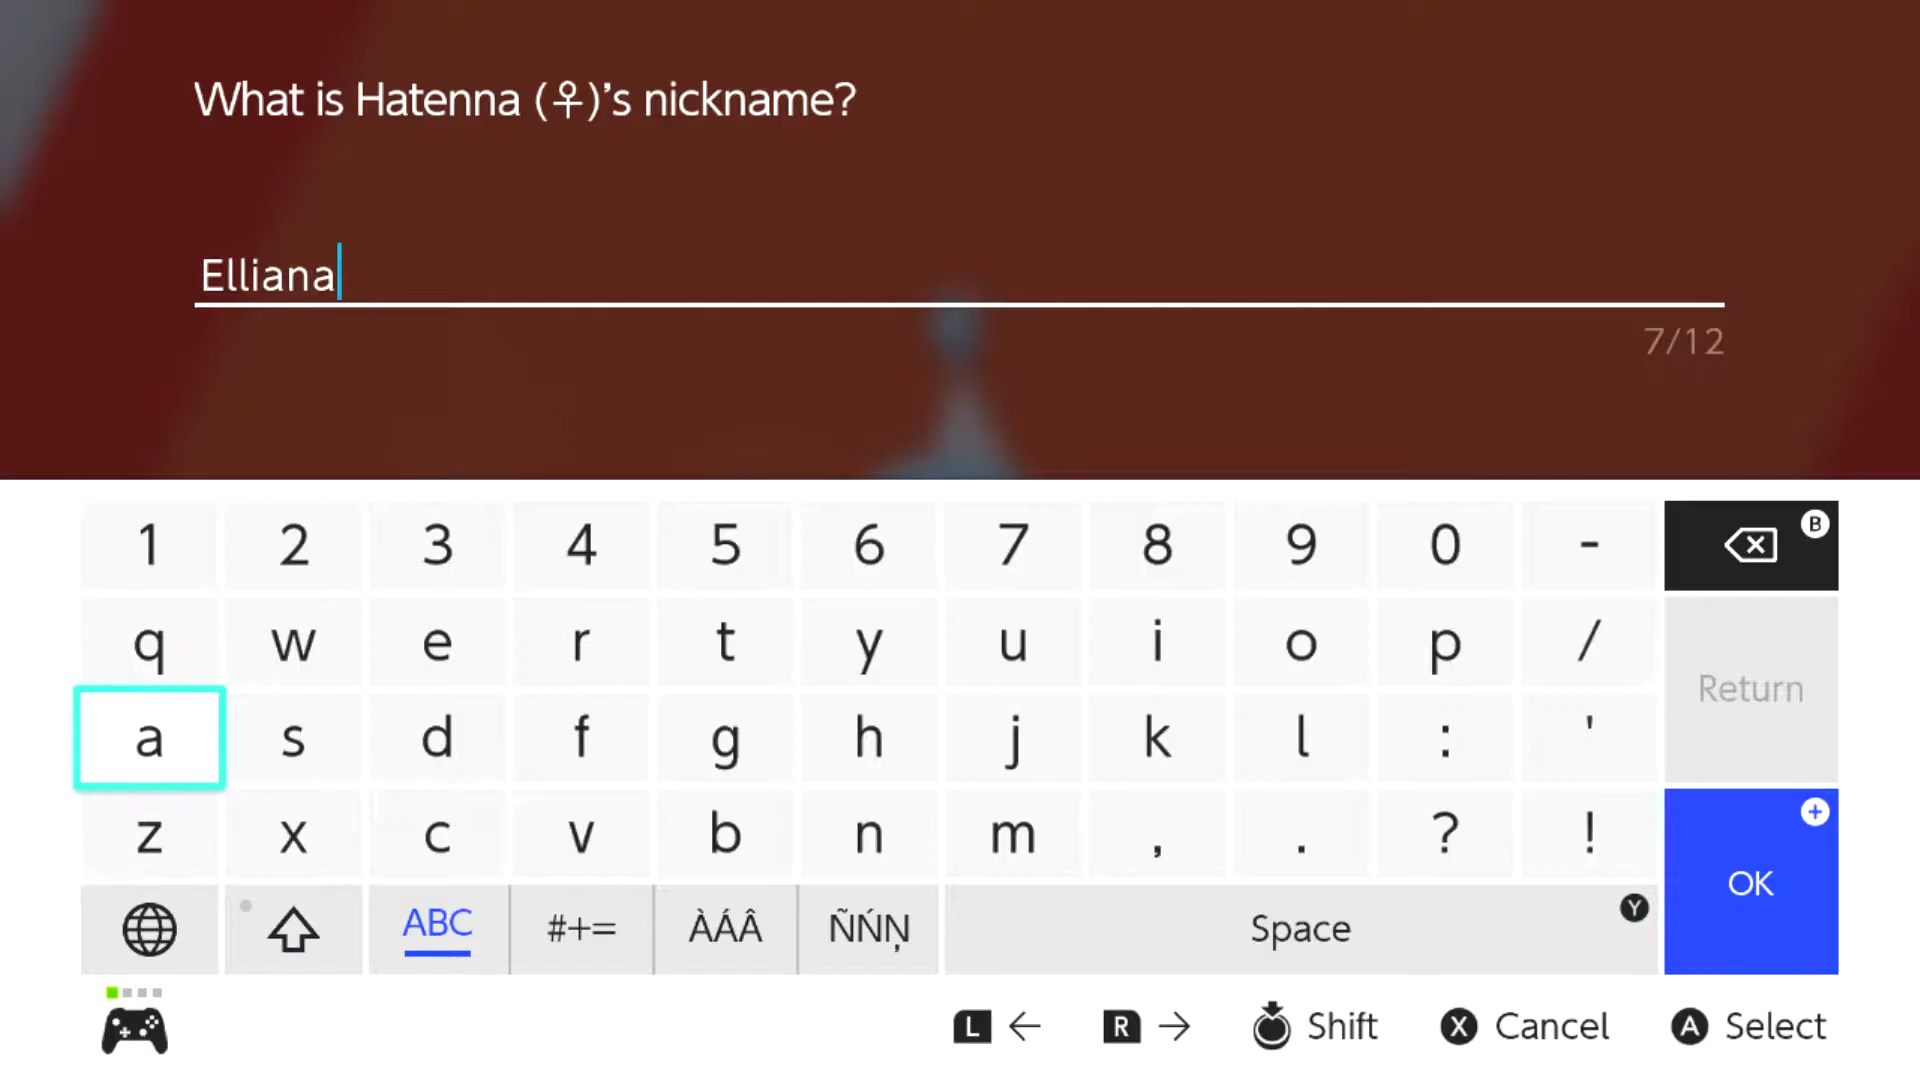 What is Hatenna (♀)'s nickname?
Elliana
7/12
1 2 3 4 5 6 7 8 9 0 - B
q w e r t y u i o p /
Return
a s d f g h j k l : '
z x c v b n m , . ? !
+
OK
ABC #+= ÀÁÂ ÑŃŅ Space Y
L ← R → Shift X Cancel A Select